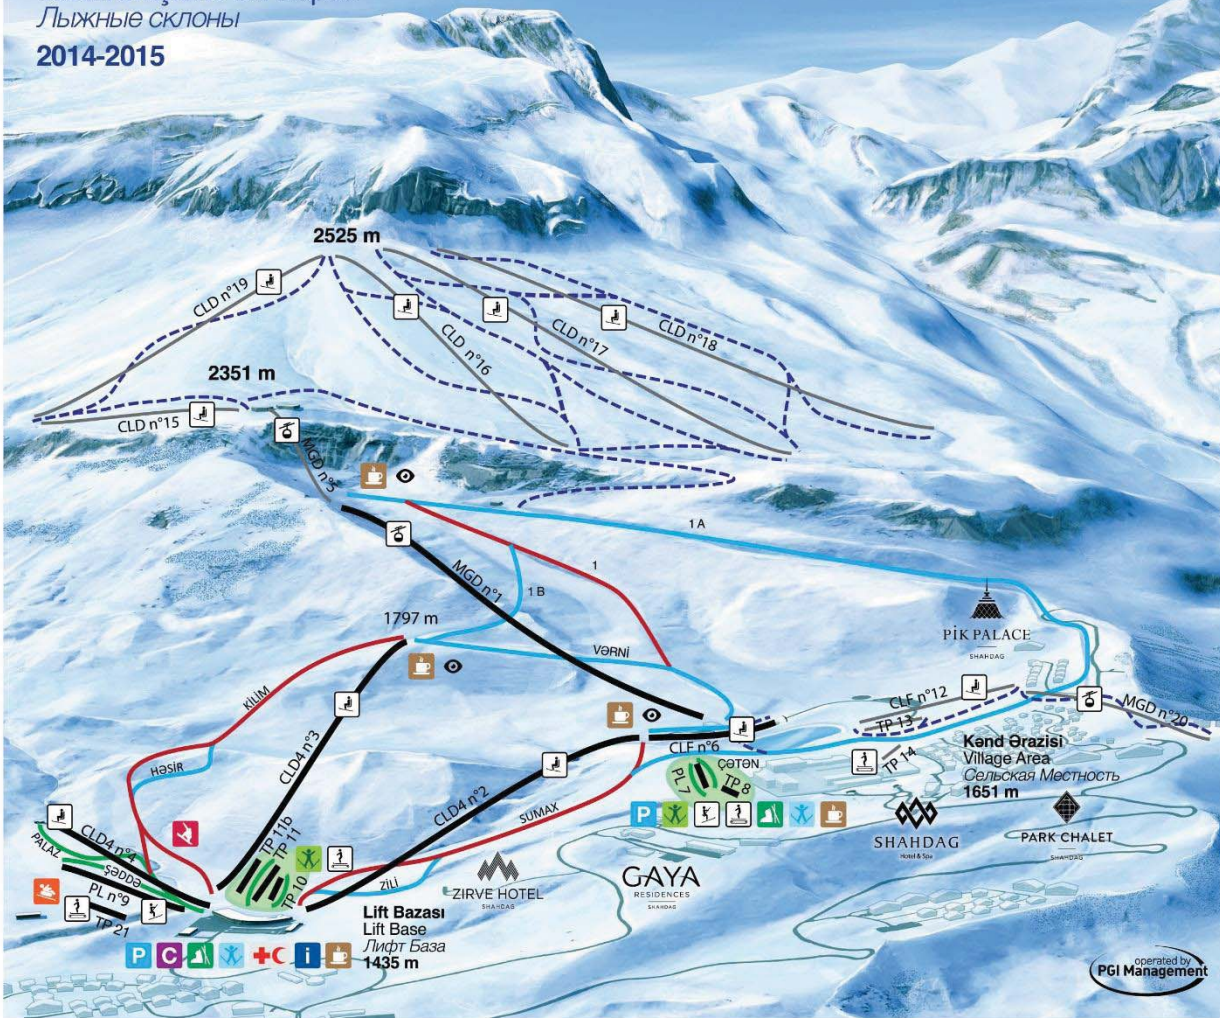 Лыжные склоны
2014-2015
2525 m
CLD n°19
CLD n°16
CLD n°17
CLD n°18
2351 m
CLD n°15
MGD n°5
1 A
MGD n°1
1
1 B
1797 m
VƏRNİ
PİK PALACE
SHAHDAG
KİLİM
CLD4 n°3
HƏSİR
CLF n°12
TP 13
MGD n°20
CLF n°6
ÇƏTƏN
PL 7
TP 8
TP 14
Kənd Ərazisi
Village Area
Сельская Местность
1651 m
CLD4 n°2
SUMAX
P
SHAHDAG
Hotel & Spa
PARK CHALET
SHAHDAG
CLD4 n°4
PALAZ
ŞƏDDƏ
PL n°9
TP 21
TP 11b
TP 11
TP 10
ZİLİ
ZIRVE HOTEL
SHAHDAG
GAYA
RESIDENCES
SHAHDAG
Lift Bazası
Lift Base
Лифт База
1435 m
P C i
operated by
PGI Management